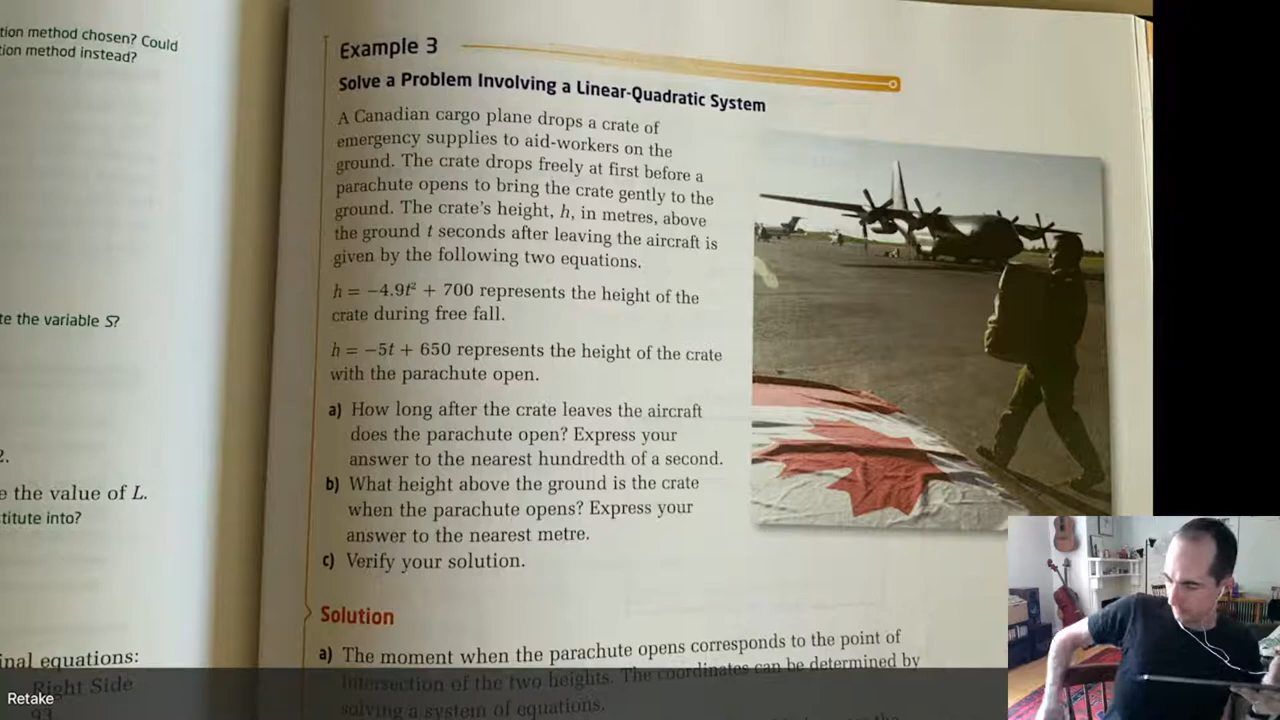 tion method chosen? Could
tion method instead?
te the variable S?
2.
e the value of L.
titute into?
inal equations:
Right Side
93
Example 3
Solve a Problem Involving a Linear-Quadratic System
A Canadian cargo plane drops a crate of
emergency supplies to aid-workers on the
ground. The crate drops freely at first before a
parachute opens to bring the crate gently to the
ground. The crate's height, h, in metres, above
the ground t seconds after leaving the aircraft is
given by the following two equations.
h = −4.9t² + 700 represents the height of the
crate during free fall.
h = −5t + 650 represents the height of the crate
with the parachute open.
a) How long after the crate leaves the aircraft
does the parachute open? Express your
answer to the nearest hundredth of a second.
b) What height above the ground is the crate
when the parachute opens? Express your
answer to the nearest metre.
c) Verify your solution.
Solution
a) The moment when the parachute opens corresponds to the point of
intersection of the two heights. The coordinates can be determined by
solving a system of equations.
Retake